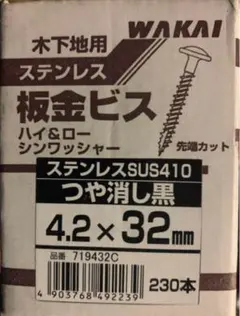 WAKAI
木下地用
ステンレス
板金ビス
ハイ&ロー
シンワッシャー
先端カット
ステンレスSUS410
つや消し黒
4.2×32mm
品番 719432C
4 903768 492239
230本